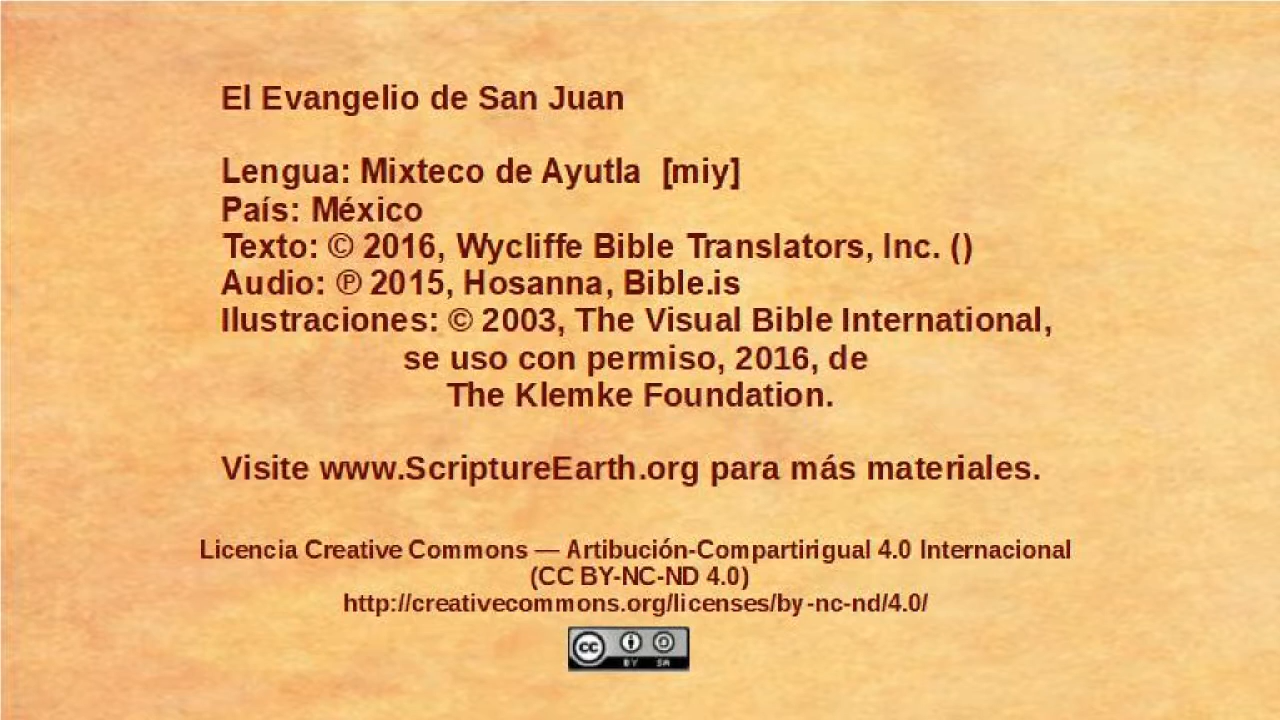 El Evangelio de San Juan
Lengua: Mixteco de Ayutla [miy]
País: México
Texto: © 2016, Wycliffe Bible Translators, Inc. ()
Audio: ℗ 2015, Hosanna, Bible.is
Ilustraciones: © 2003, The Visual Bible International,
se uso con permiso, 2016, de
The Klemke Foundation.
Visite www.ScriptureEarth.org para más materiales.
Licencia Creative Commons — Artibución-Compartirigual 4.0 Internacional
(CC BY-NC-ND 4.0)
http://creativecommons.org/licenses/by-nc-nd/4.0/
cc BY SA